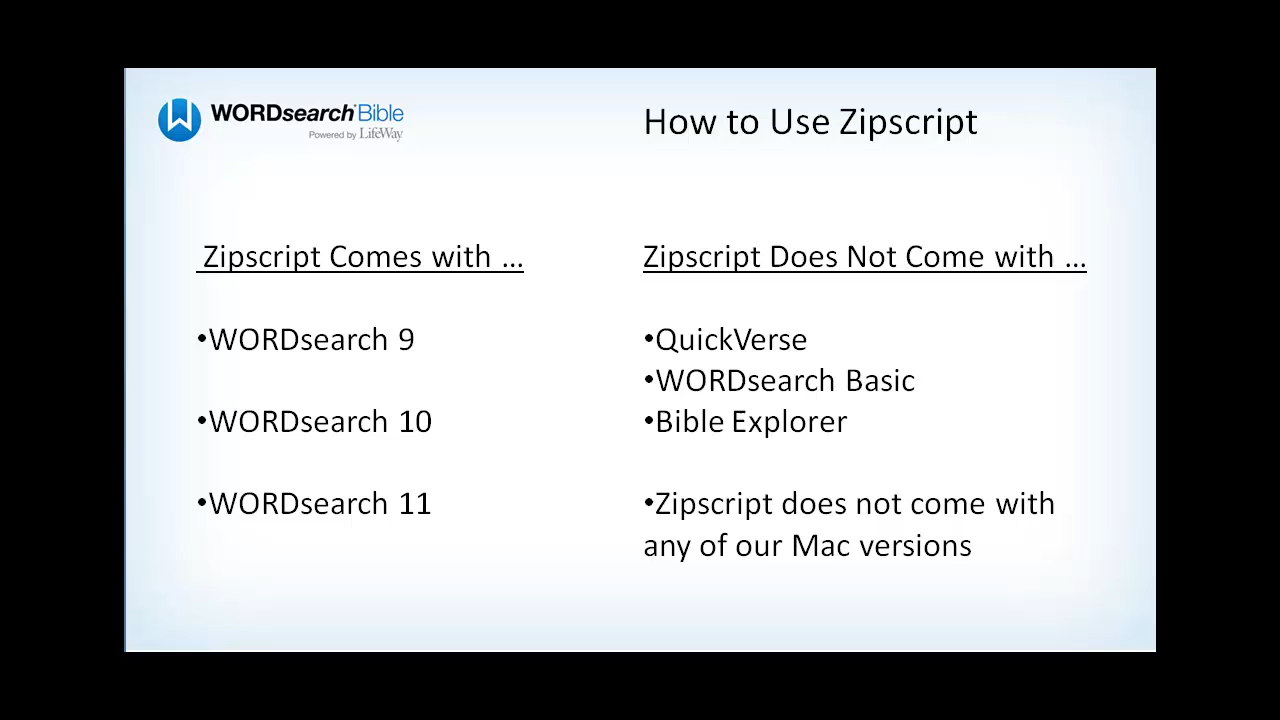 WORDsearch Bible
Powered by LifeWay
How to Use Zipscript
Zipscript Comes with ...
•WORDsearch 9
•WORDsearch 10
•WORDsearch 11
Zipscript Does Not Come with ...
•QuickVerse
•WORDsearch Basic
•Bible Explorer
•Zipscript does not come with
any of our Mac versions